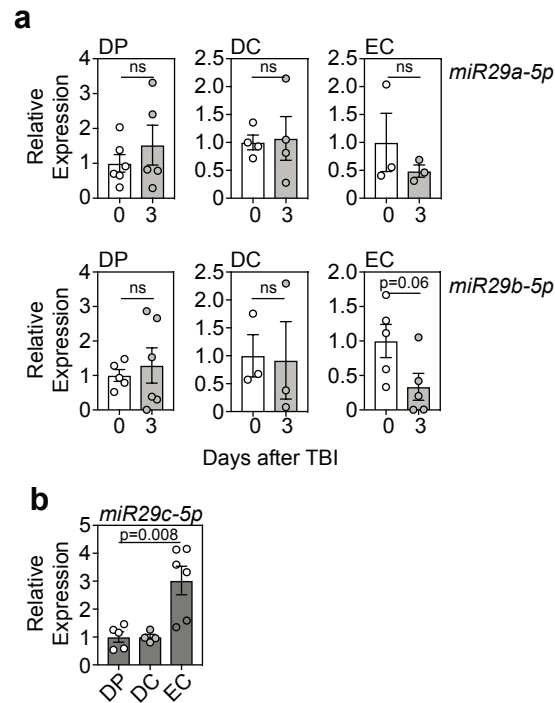 a
DP DC EC
ns ns ns miR29a-5p
Relative
Expression
4 3 2 1 0
2.5 2.0 1.5 1.0 0.5 0
2.5 2.0 1.5 1.0 0.5 0
0 3 0 3 0 3
DP DC EC
ns ns p=0.06 miR29b-5p
Relative
Expression
4 3 2 1 0
2.5 2.0 1.5 1.0 0.5 0
2.0 1.5 1.0 0.5 0
0 3 0 3 0 3
Days after TBI
b
miR29c-5p
p=0.008
Relative
Expression
5 4 3 2 1 0
DP DC EC